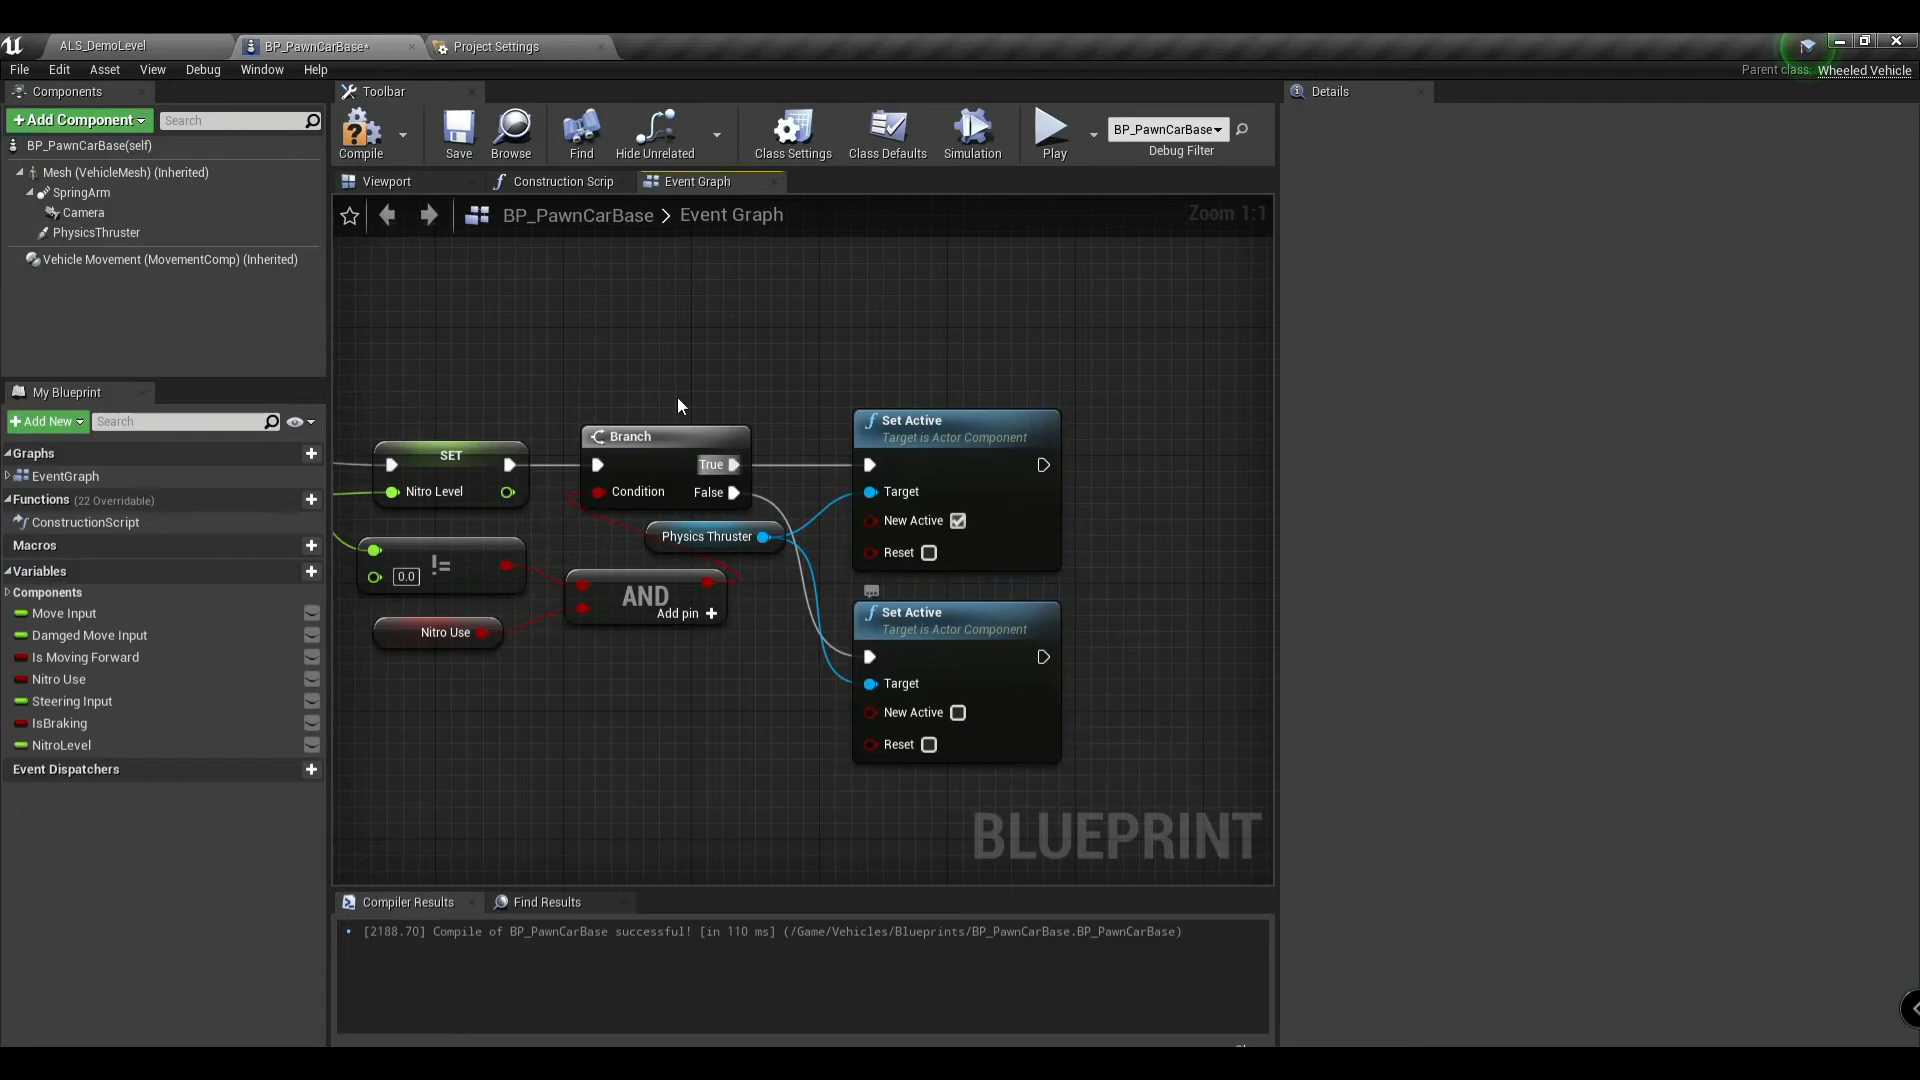 ALS_DemoLevel
BP_PawnCarBase*
Project Settings
File Edit Asset View Debug Window Help
Parent class: Wheeled Vehicle
Components
Toolbar
Details
+Add Component
Search
BP_PawnCarBase(self)
Mesh (VehicleMesh) (Inherited)
SpringArm
Camera
PhysicsThruster
Vehicle Movement (MovementComp) (Inherited)
Compile
Save
Browse
Find
Hide Unrelated
Class Settings
Class Defaults
Simulation
Play
BP_PawnCarBase
Debug Filter
Viewport
Construction Scrip
Event Graph
BP_PawnCarBase > Event Graph
Zoom 1:1
My Blueprint
+Add New
Search
Graphs
EventGraph
Functions (22 Overridable)
ConstructionScript
Macros
Variables
Components
Move Input
Damged Move Input
Is Moving Forward
Nitro Use
Steering Input
IsBraking
NitroLevel
Event Dispatchers
SET
Nitro Level
Branch
True
Condition
False
Physics Thruster
0.0
!=
AND
Add pin +
Nitro Use
Set Active
Target is Actor Component
Target
New Active
Reset
Set Active
Target is Actor Component
Target
New Active
Reset
BLUEPRINT
Compiler Results
Find Results
[2188.70] Compile of BP_PawnCarBase successful! [in 110 ms] (/Game/Vehicles/Blueprints/BP_PawnCarBase.BP_PawnCarBase)